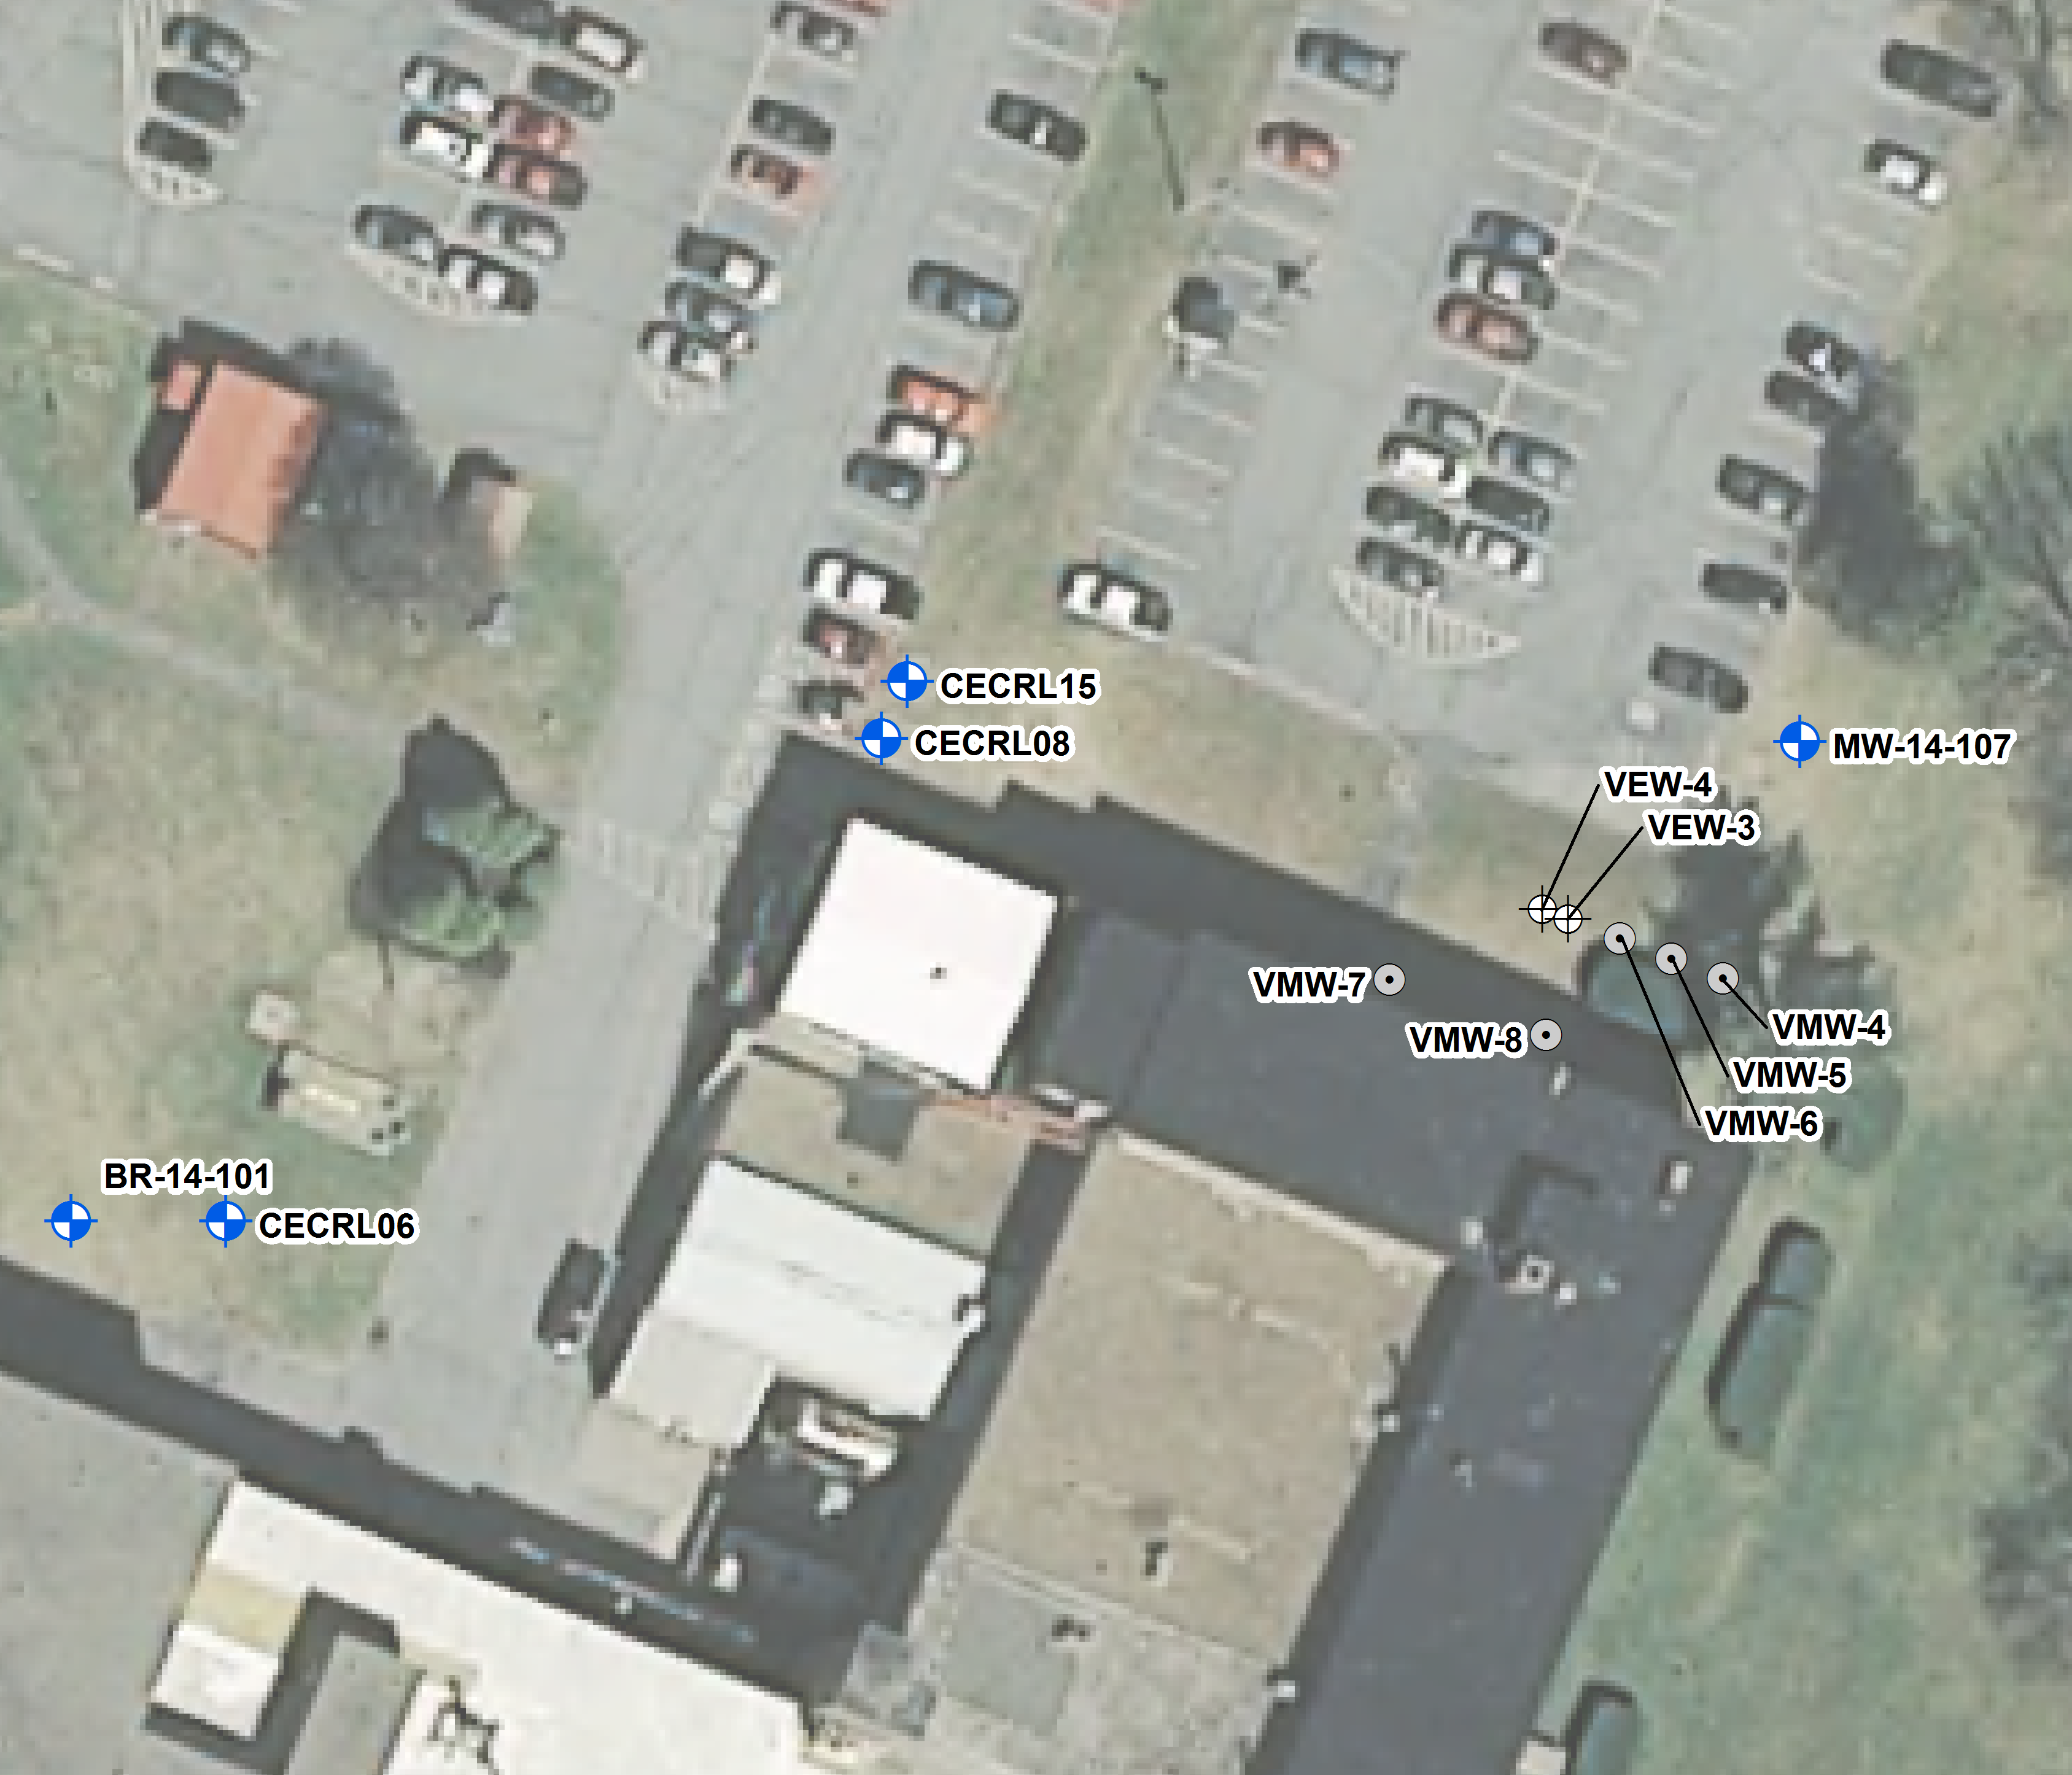 CECRL15
CECRL08
MW-14-107
VEW-4
VEW-3
VMW-7
VMW-4
VMW-8
VMW-5
VMW-6
BR-14-101
CECRL06